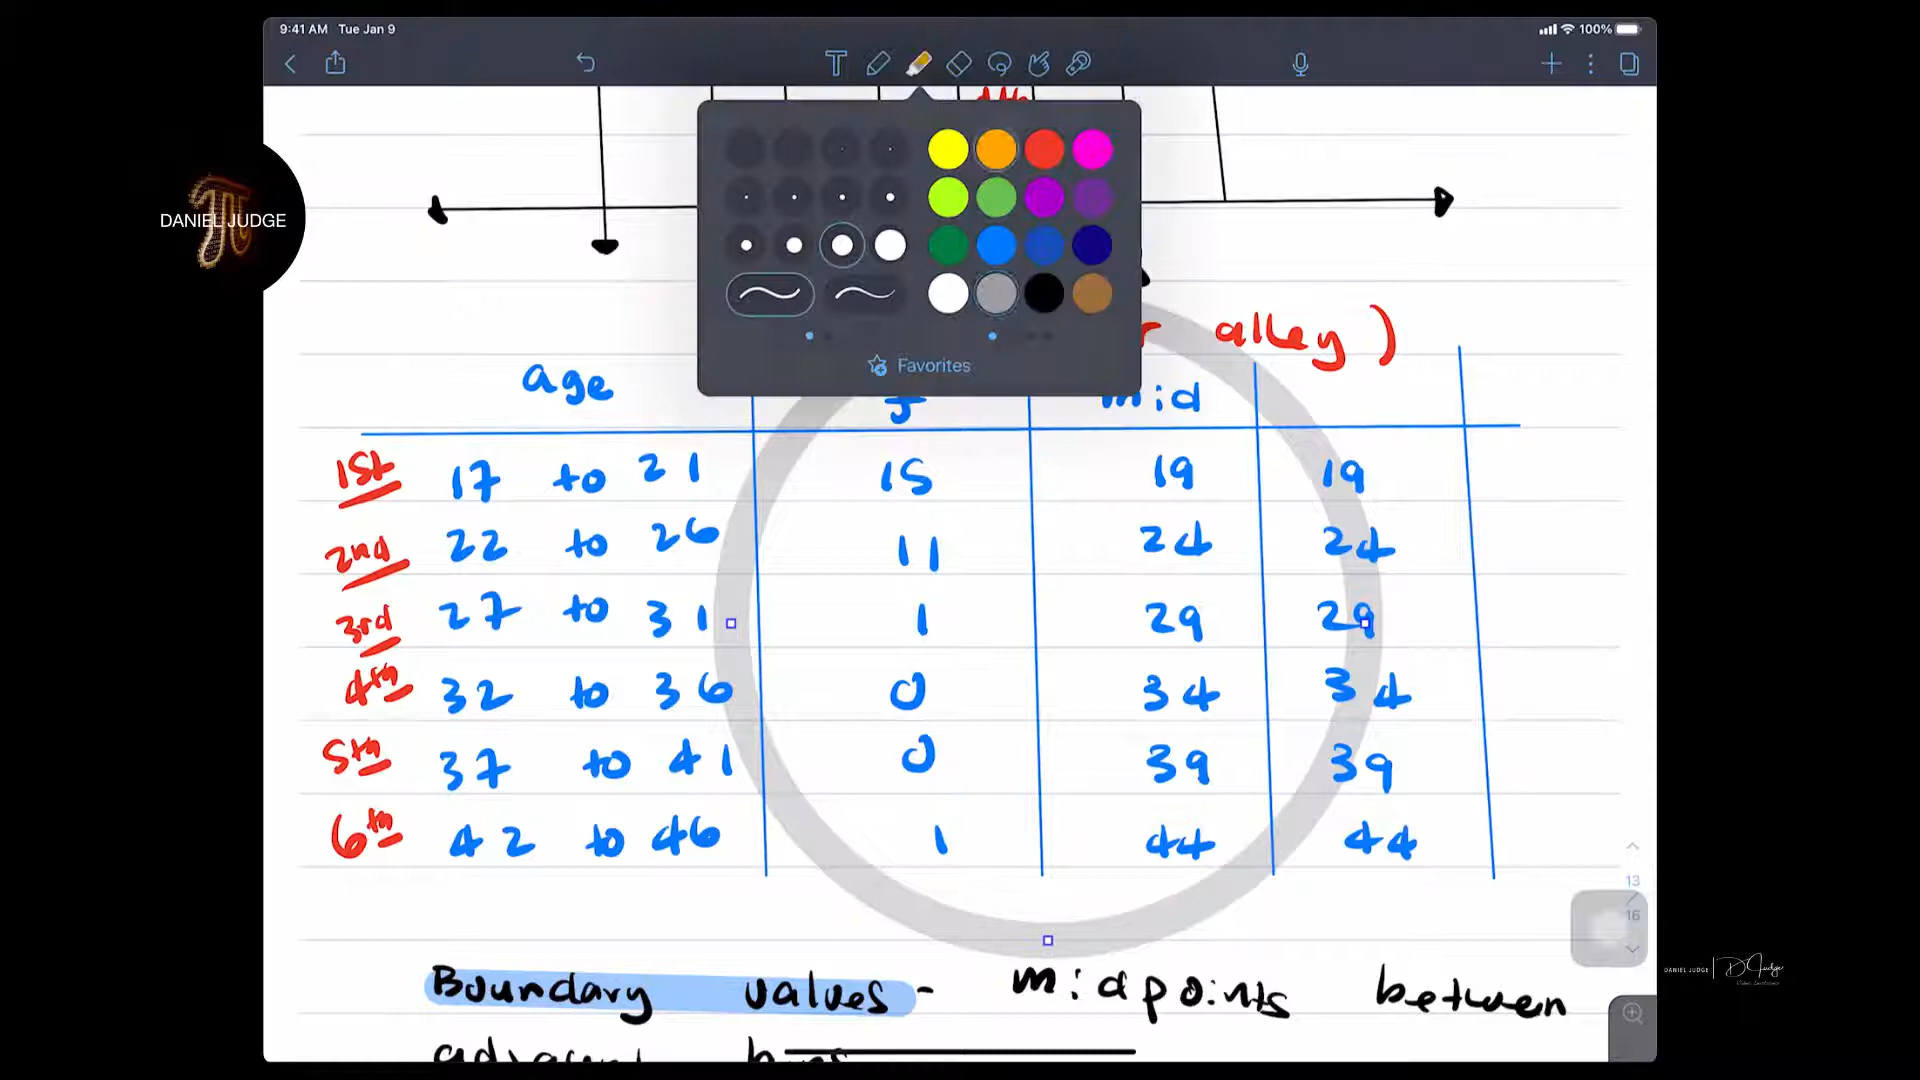 9:41 AM Tue Jan 9
100%
DANIEL JUDGE
Favorites
alley )
age f mid
1st 17 to 21 15 19 19
2nd 22 to 26 11 24 24
3rd 27 to 31 1 29 29
4th 32 to 36 0 34 34
5th 37 to 41 0 39 39
6th 42 to 46 1 44 44
13
16
DANIEL JUDGE | DJudge
Boundary values - midpoints between